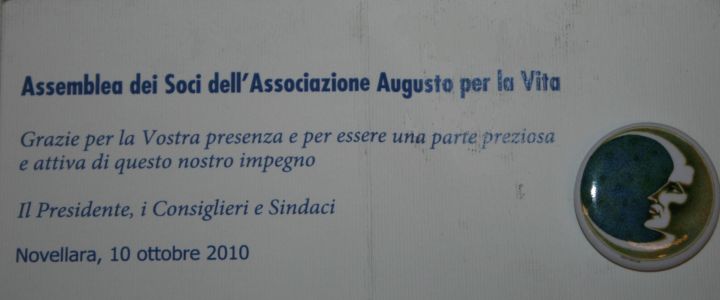 Assemblea dei Soci dell'Associazione Augusto per la Vita
Grazie per la Vostra presenza e per essere una parte preziosa
e attiva di questo nostro impegno
Il Presidente, i Consiglieri e Sindaci
Novellara, 10 ottobre 2010